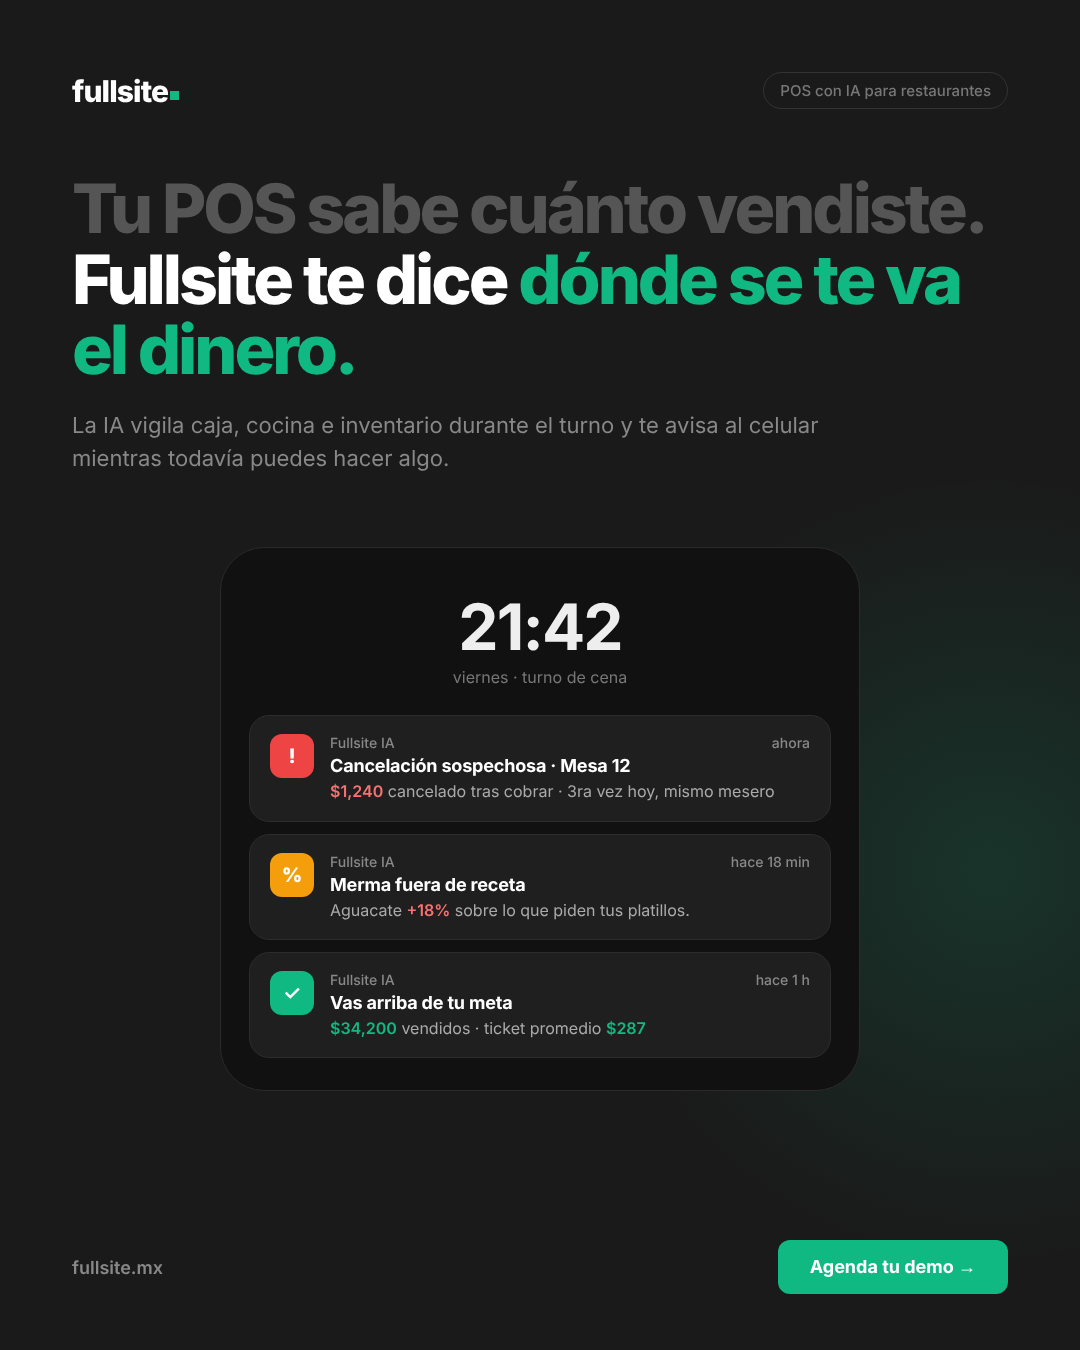 fullsite
POS con IA para restaurantes
Tu POS sabe cuánto vendiste.
Fullsite te dice dónde se te va
el dinero.
La IA vigila caja, cocina e inventario durante el turno y te avisa al celular
mientras todavía puedes hacer algo.
21:42
viernes · turno de cena
!
Fullsite IA
ahora
Cancelación sospechosa · Mesa 12
$1,240 cancelado tras cobrar · 3ra vez hoy, mismo mesero
%
Fullsite IA
hace 18 min
Merma fuera de receta
Aguacate +18% sobre lo que piden tus platillos.
✓
Fullsite IA
hace 1 h
Vas arriba de tu meta
$34,200 vendidos · ticket promedio $287
fullsite.mx
Agenda tu demo →